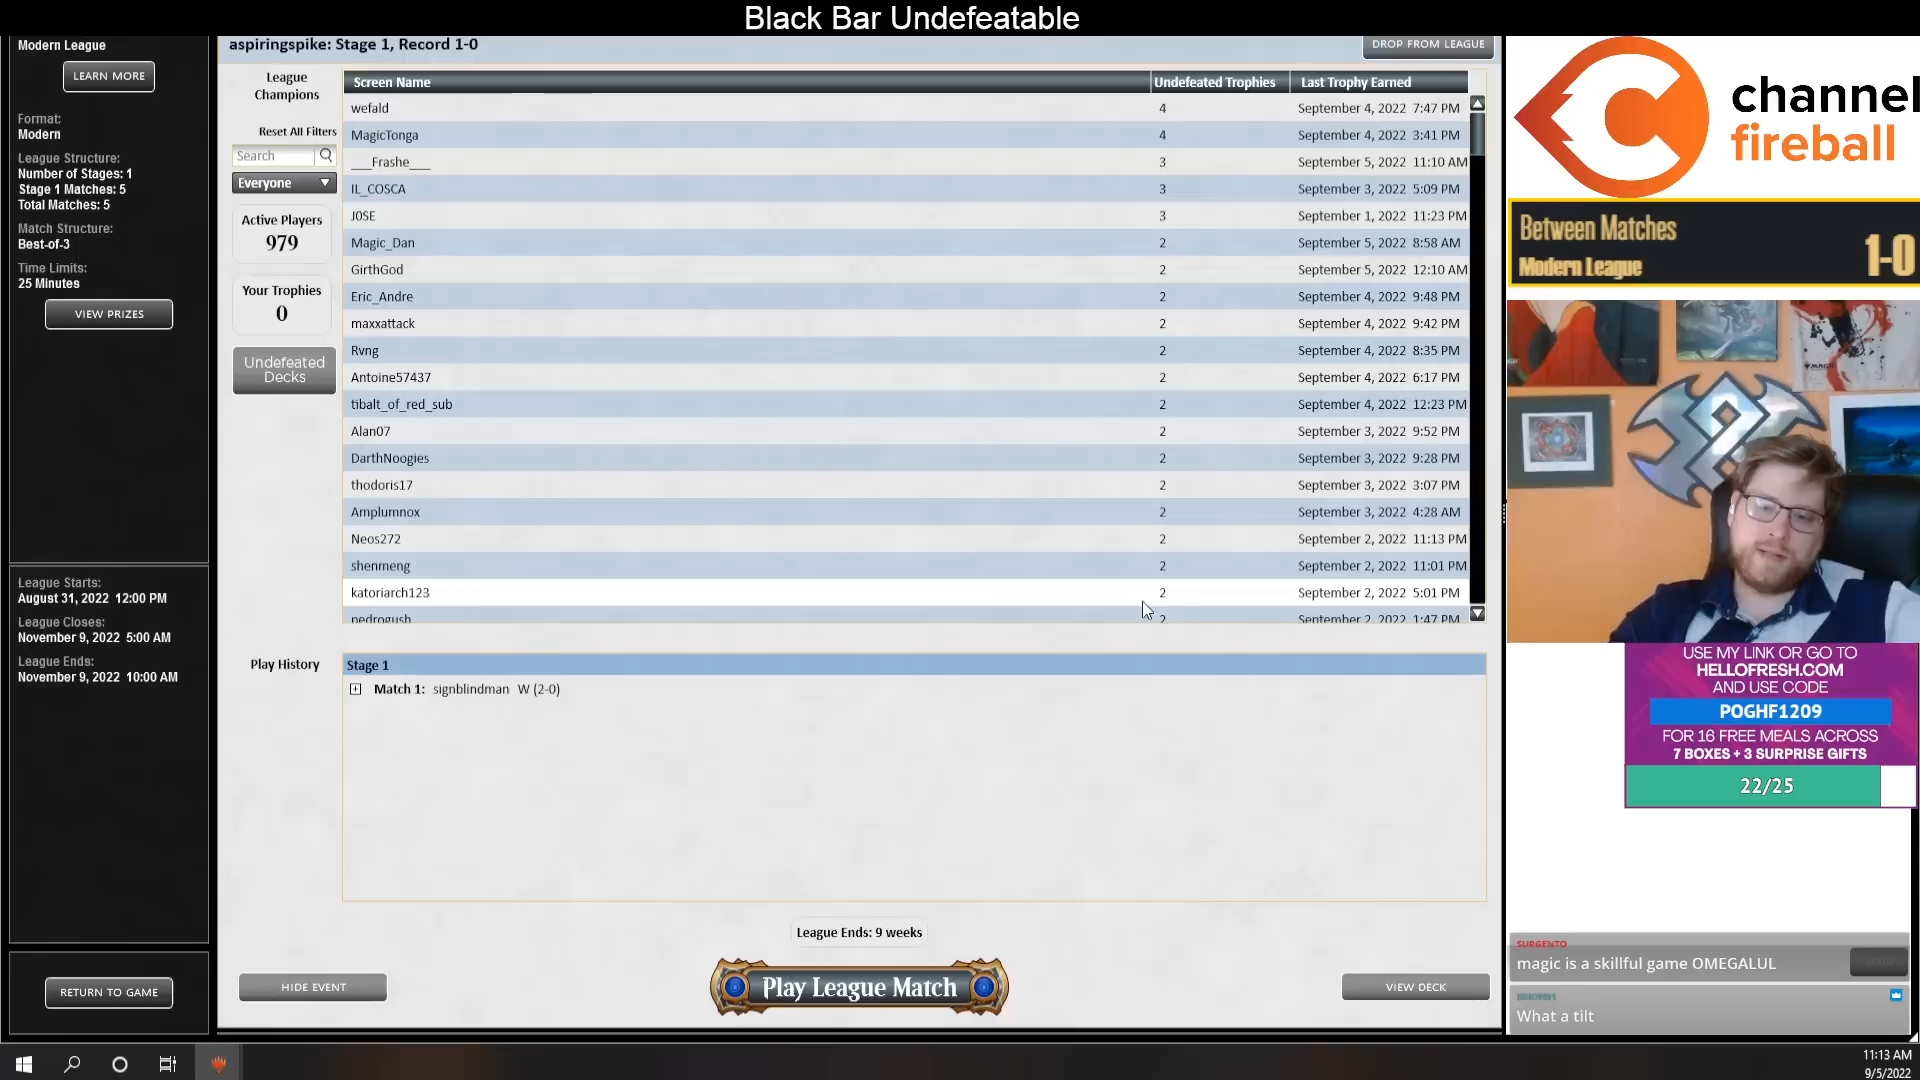 Black Bar Undefeatable
Modern League
LEARN MORE
Format:
Modern
League Structure:
Number of Stages: 1
Stage 1 Matches: 5
Total Matches: 5
Match Structure:
Best-of-3
Time Limits:
25 Minutes
VIEW PRIZES
League Starts:
August 31, 2022 12:00 PM
League Closes:
November 9, 2022 5:00 AM
League Ends:
November 9, 2022 10:00 AM
RETURN TO GAME
aspiringspike: Stage 1, Record 1-0
DROP FROM LEAGUE
League
Champions
Reset All Filters
Search
Everyone
Active Players
979
Your Trophies
0
Undefeated
Decks
Screen Name Undefeated Trophies Last Trophy Earned
wefald 4 September 4, 2022 7:47 PM
MagicTonga 4 September 4, 2022 3:41 PM
___Frashe___ 3 September 5, 2022 11:10 AM
IL_COSCA 3 September 3, 2022 5:09 PM
J0SE 3 September 1, 2022 11:23 PM
Magic_Dan 2 September 5, 2022 8:58 AM
GirthGod 2 September 5, 2022 12:10 AM
Eric_Andre 2 September 4, 2022 9:48 PM
maxxattack 2 September 4, 2022 9:42 PM
Rvng 2 September 4, 2022 8:35 PM
Antoine57437 2 September 4, 2022 6:17 PM
tibalt_of_red_sub 2 September 4, 2022 12:23 PM
Alan07 2 September 3, 2022 9:52 PM
DarthNoogies 2 September 3, 2022 9:28 PM
thodoris17 2 September 3, 2022 3:07 PM
Amplumnox 2 September 3, 2022 4:28 AM
Neos272 2 September 2, 2022 11:13 PM
shenmeng 2 September 2, 2022 11:01 PM
katoriarch123 2 September 2, 2022 5:01 PM
pedrogush 2 September 2, 2022 1:47 PM
Play History
Stage 1
Match 1: signblindman W (2-0)
League Ends: 9 weeks
HIDE EVENT
Play League Match
VIEW DECK
channel
fireball
Between Matches
Modern League
1-0
USE MY LINK OR GO TO
HELLOFRESH.COM
AND USE CODE
POGHF1209
FOR 16 FREE MEALS ACROSS
7 BOXES + 3 SURPRISE GIFTS
22/25
SURGENTO
magic is a skillful game OMEGALUL
What a tilt
11:13 AM
9/5/2022